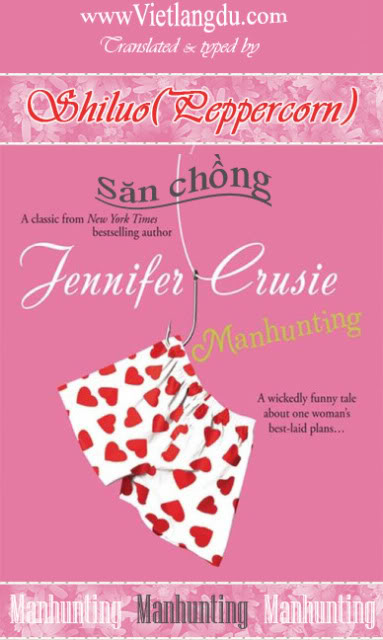 www.Vietlangdu.com
Translated & typed by
Shiluo(Peppercorn)
Săn chồng
A classic from New York Times
bestselling author
Jennifer Crusie
Manhunting
A wickedly funny tale
about one woman's
best-laid plans…
Manhunting Manhunting Manhunting